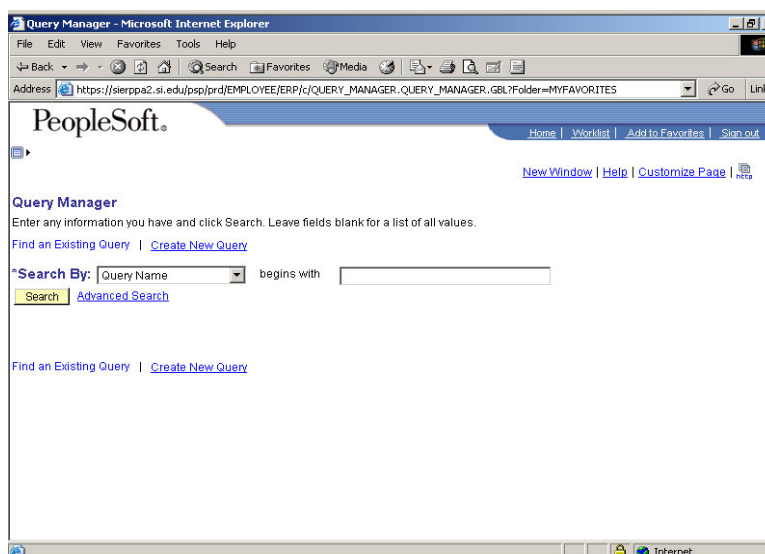 Query Manager - Microsoft Internet Explorer
File Edit View Favorites Tools Help
Back Search Favorites Media
Address https://sierppa2.si.edu/psp/prd/EMPLOYEE/ERP/c/QUERY_MANAGER.QUERY_MANAGER.GBL?Folder=MYFAVORITES Go
PeopleSoft®
Home | Worklist | Add to Favorites | Sign out
New Window | Help | Customize Page | http
Query Manager
Enter any information you have and click Search. Leave fields blank for a list of all values.
Find an Existing Query | Create New Query
*Search By: Query Name begins with
Search Advanced Search
Find an Existing Query | Create New Query
Internet